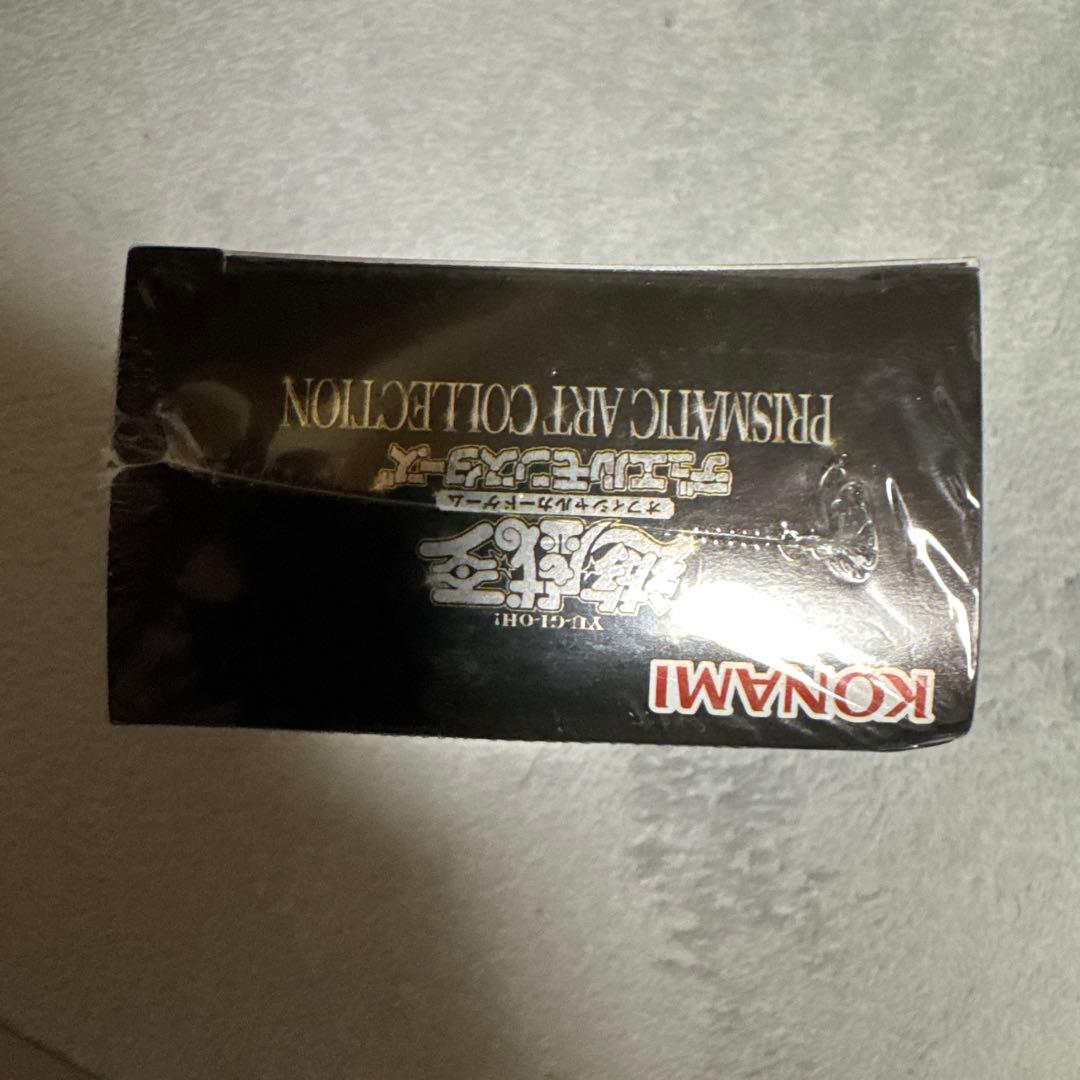 KONAMI
YU-GI-OH!
遊☆戯☆王
オフィシャルカードゲーム
デュエルモンスターズ
PRISMATIC ART COLLECTION